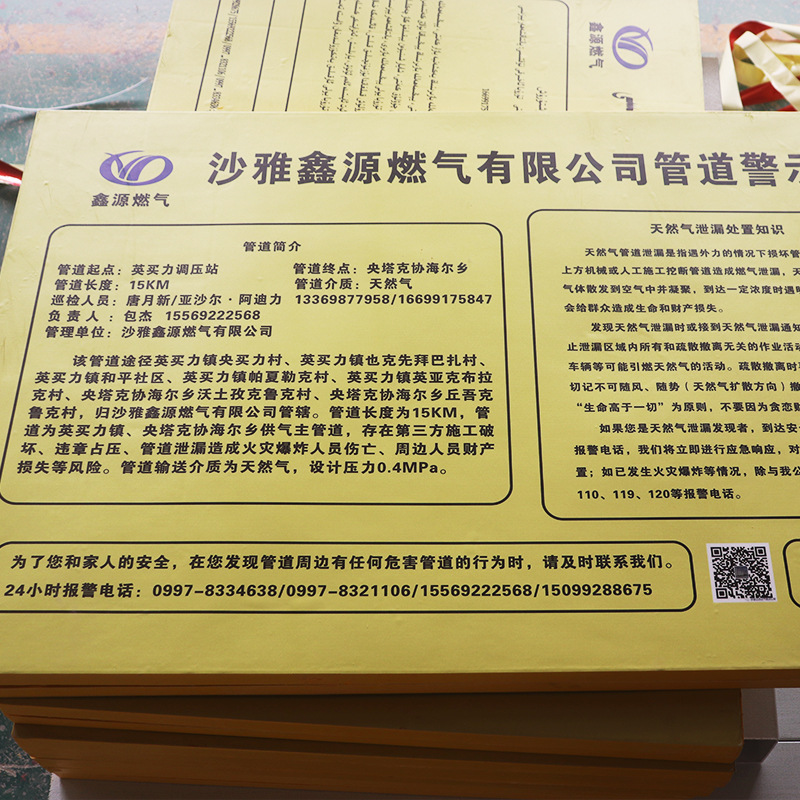 鑫源燃气
沙雅鑫源燃气有限公司管道警示
鑫源燃气
管道简介
管道起点：英买力调压站 管道终点：央塔克协海尔乡
管道长度：15KM 管道介质：天然气
巡检人员：唐月新/亚沙尔·阿迪力 13369877958/16699175847
负责人：包杰 15569222568
管理单位：沙雅鑫源燃气有限公司
该管道途径英买力镇央买力村、英买力镇也克先拜巴扎村、
英买力镇和平社区、英买力镇帕夏勒克村、英买力镇英亚克布拉
克村、央塔克协海尔乡沃土孜克鲁克村、央塔克协海尔乡丘吾克
鲁克村，归沙雅鑫源燃气有限公司管辖。管道长度为15KM，管
道为英买力镇、央塔克协海尔乡供气主管道，存在第三方施工破
坏、违章占压、管道泄漏造成火灾爆炸人员伤亡、周边人员财产
损失等风险。管道输送介质为天然气，设计压力0.4MPa。
天然气泄漏处置知识
天然气管道泄漏是指遇外力的情况下损坏管
上方机械或人工施工挖断管道造成燃气泄漏，天
气体散发到空气中并凝聚，到达一定浓度时遇明
会给群众造成生命和财产损失。
发现天然气泄漏时或接到天然气泄漏通知
止泄漏区域内所有和疏散撤离无关的作业活动
车辆等可能引燃天然气的活动。疏散撤离时
切记不可随风、随势（天然气扩散方向）撤
“生命高于一切”为原则，不要因为贪恋财
如果您是天然气泄漏发现者，到达安全
报警电话，我们将立即进行应急响应，对
置；如已发生火灾爆炸等情况，除与我公
110、119、120等报警电话。
为了您和家人的安全，在您发现管道周边有任何危害管道的行为时，请及时联系我们。
24小时报警电话：0997-8334638/0997-8321106/15569222568/15099288675